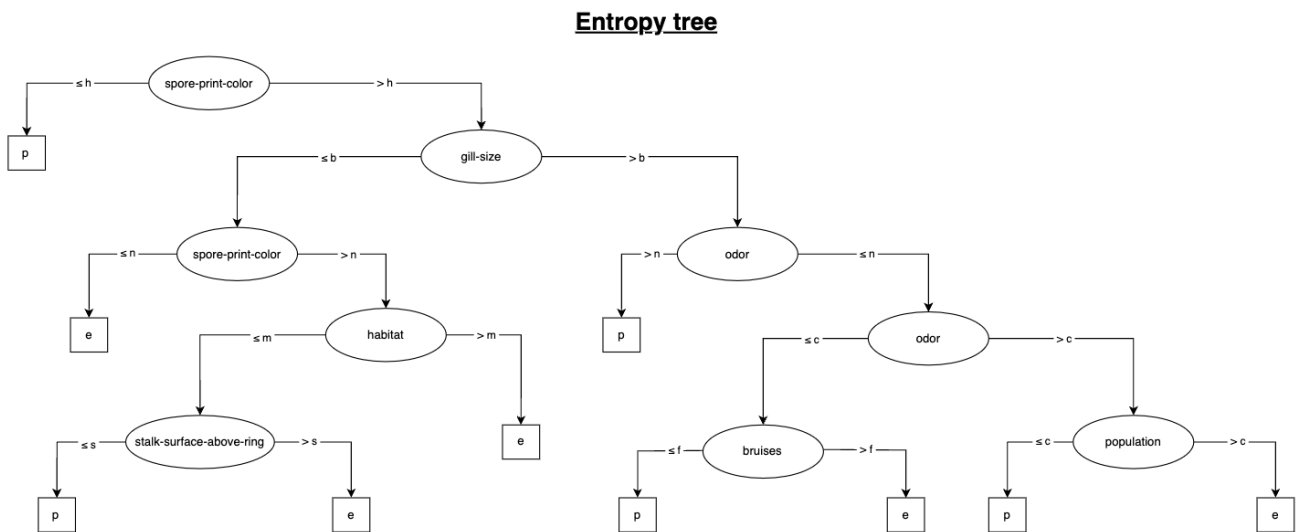 Entropy tree
≤ h
spore-print-color
> h
p
≤ b
gill-size
> b
≤ n
spore-print-color
> n
> n
odor
≤ n
e
≤ m
habitat
> m
p
≤ c
odor
> c
≤ s
stalk-surface-above-ring
> s
e
≤ f
bruises
> f
≤ c
population
> c
p
e
p
e
p
e